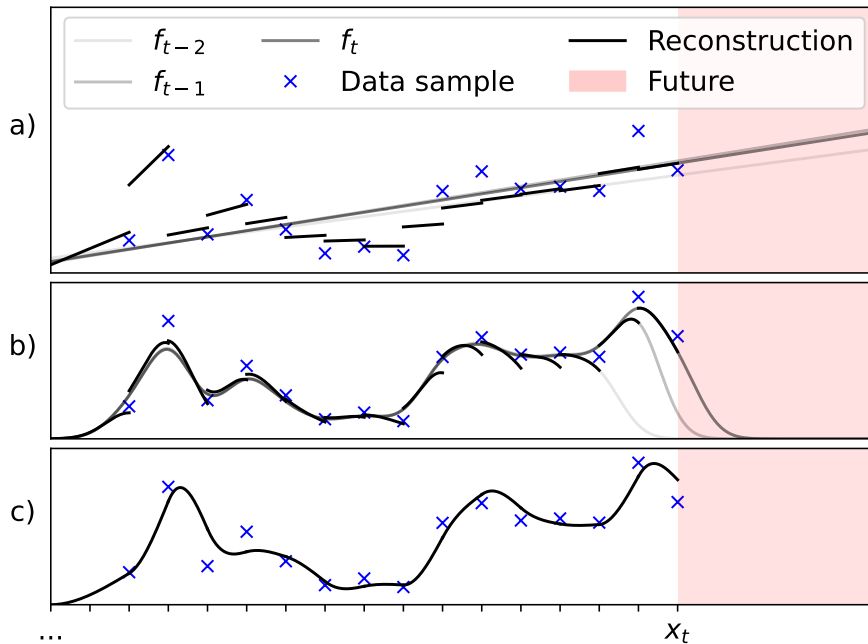 f_{t−2}
f_t
Reconstruction
f_{t−1}
Data sample
Future
a)
b)
c)
...
x_t